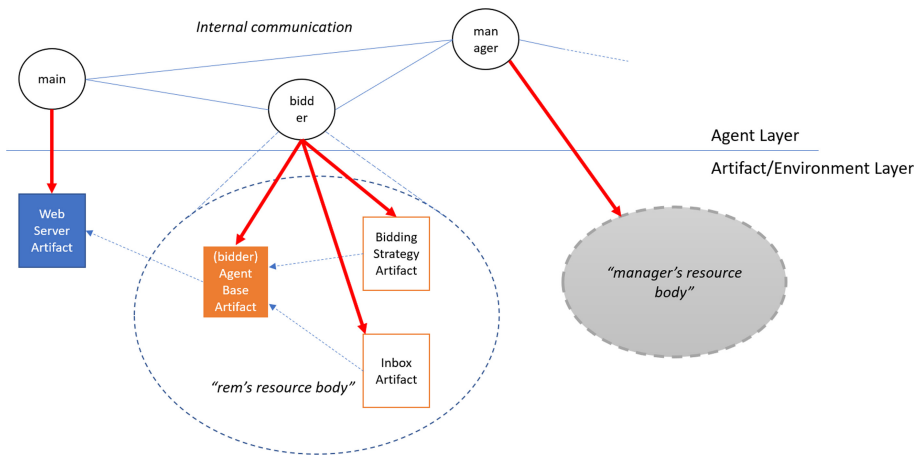 Internal communication
man
ager
main
bidd
er
Agent Layer
Artifact/Environment Layer
Web
Server
Artifact
(bidder)
Agent
Base
Artifact
Bidding
Strategy
Artifact
“manager’s resource
body”
Inbox
Artifact
“rem’s resource body”